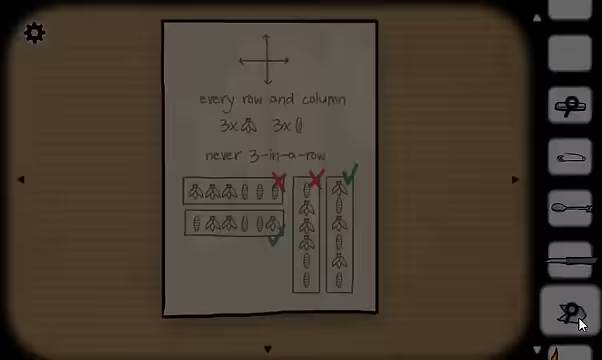 every row and column
3x 3x
never 3-in-a-row